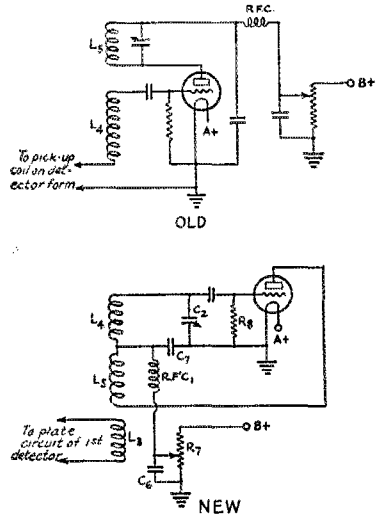 R.F.C.
L5
B+
L4
A+
To pick-up
coil on det-
ector form
OLD
L4
C2
R8
A+
C7
L5
R.F.C1
To plate
circuit of 1st
detector
L3
B+
R7
C6
NEW